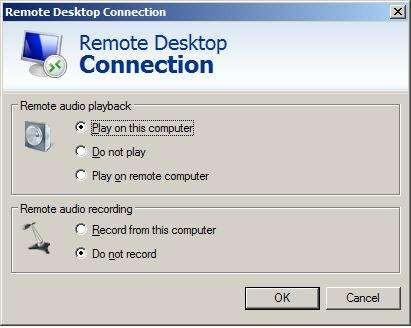 Remote Desktop Connection
Remote Desktop
Connection
Remote audio playback
Play on this computer
Do not play
Play on remote computer
Remote audio recording
Record from this computer
Do not record
OK
Cancel